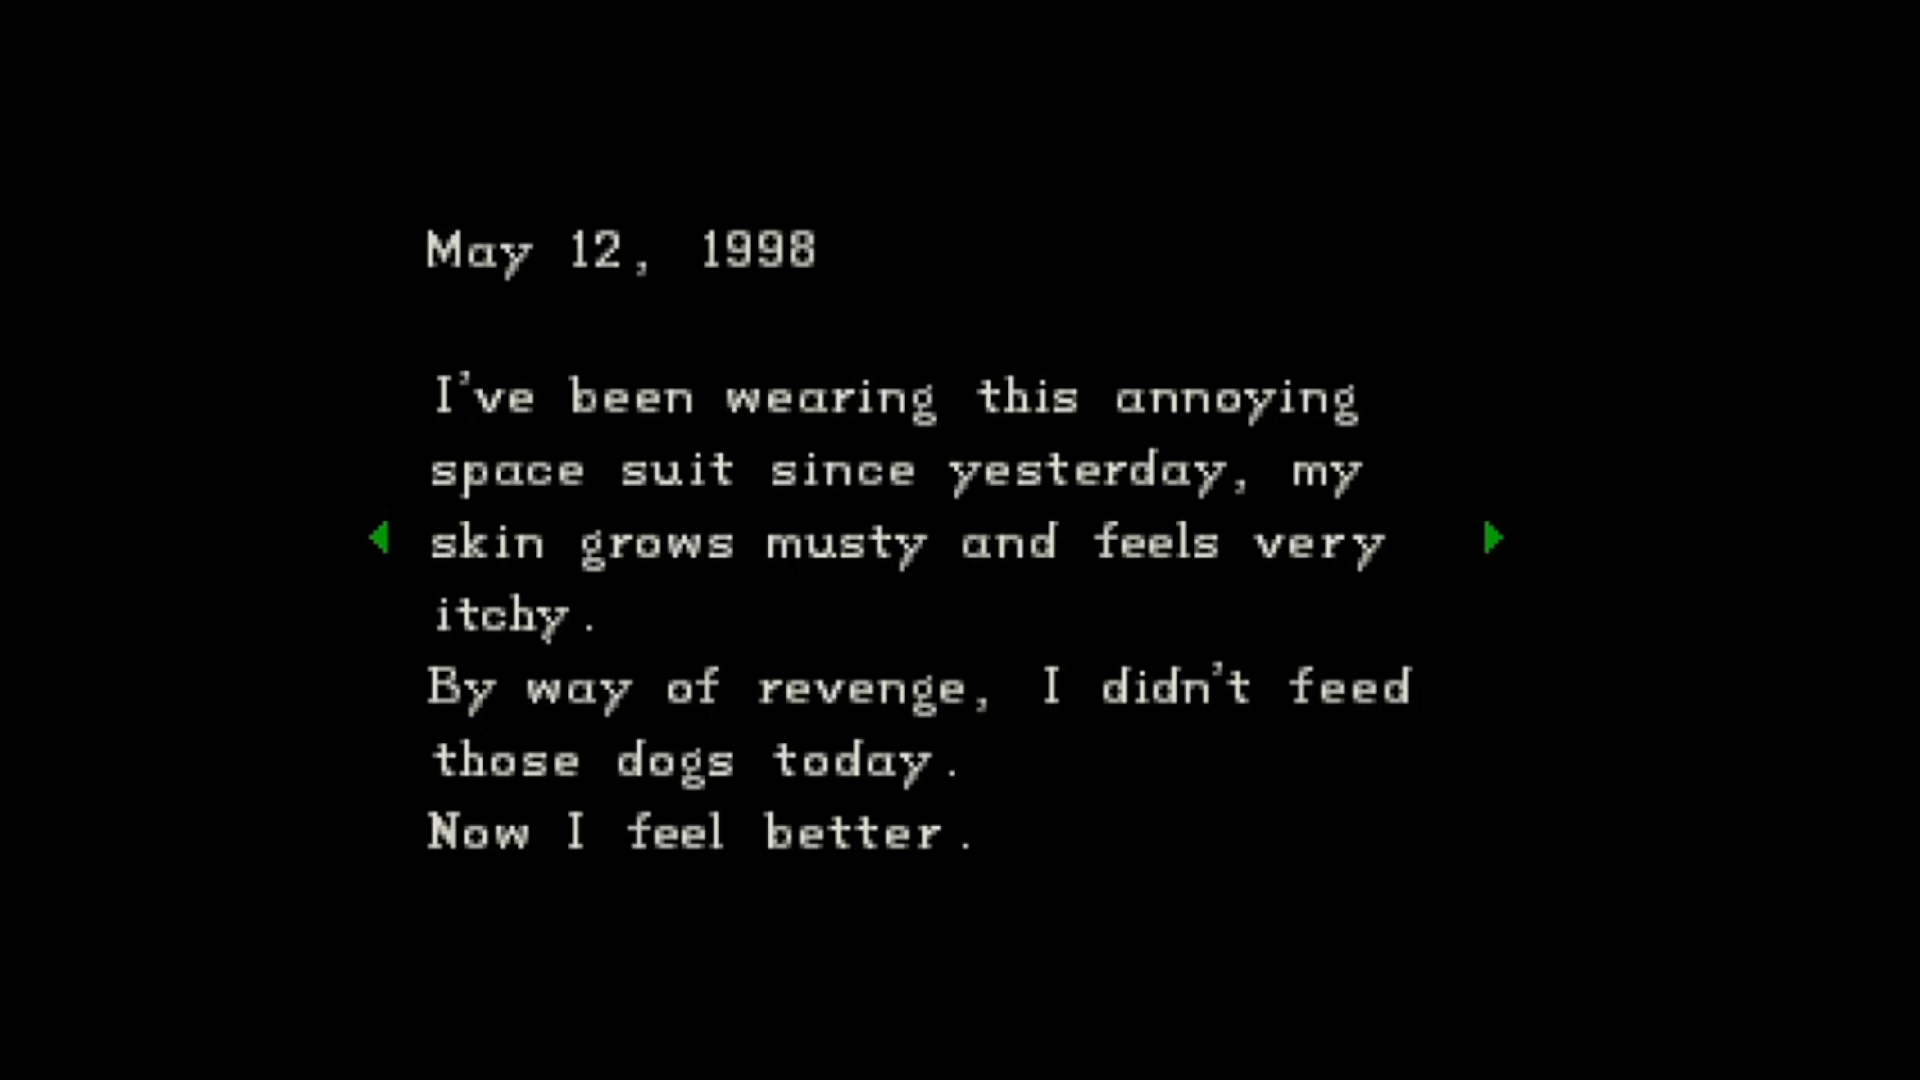 May 12, 1998
I've been wearing this annoying
space suit since yesterday, my
skin grows musty and feels very
itchy.
By way of revenge, I didn't feed
those dogs today.
Now I feel better.